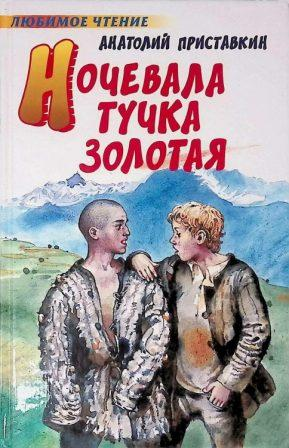 ЛЮБИМОЕ ЧТЕНИЕ
АНАТОЛИЙ ПРИСТАВКИН
НОЧЕВАЛА
ТУЧКА
ЗОЛОТАЯ